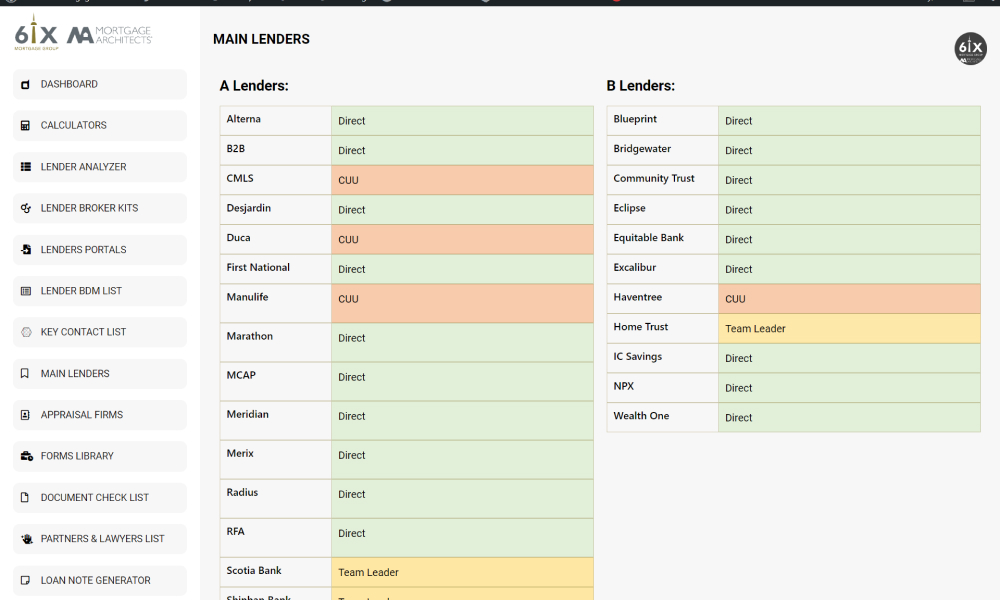 6iX
MORTGAGE GROUP
MORTGAGE
ARCHITECTS
DASHBOARD
CALCULATORS
LENDER ANALYZER
LENDER BROKER KITS
LENDERS PORTALS
LENDER BDM LIST
KEY CONTACT LIST
MAIN LENDERS
APPRAISAL FIRMS
FORMS LIBRARY
DOCUMENT CHECK LIST
PARTNERS & LAWYERS LIST
LOAN NOTE GENERATOR
MAIN LENDERS
6iX
A Lenders:
Alterna Direct
B2B Direct
CMLS CUU
Desjardin Direct
Duca CUU
First National Direct
Manulife CUU
Marathon Direct
MCAP Direct
Meridian Direct
Merix Direct
Radius Direct
RFA Direct
Scotia Bank Team Leader
B Lenders:
Blueprint Direct
Bridgewater Direct
Community Trust Direct
Eclipse Direct
Equitable Bank Direct
Excalibur Direct
Haventree CUU
Home Trust Team Leader
IC Savings Direct
NPX Direct
Wealth One Direct